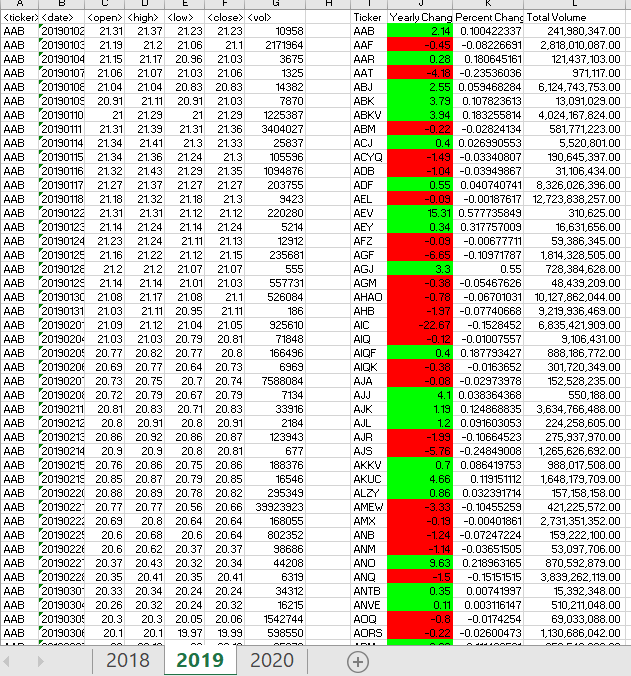 A B C D E F G H I J K L
<ticker> <date> <open> <high> <low> <close> <vol> Ticker Yearly Chang Percent Chang Total Volume
AAB 20190102 21.31 21.37 21.23 21.23 10958 AAB 2.14 0.100422337 241,980,347.00
AAB 20190103 21.19 21.2 21.06 21.1 2171964 AAF -0.45 -0.08226691 2,818,010,087.00
AAB 20190104 21.15 21.17 20.96 21.03 3675 AAR 0.28 0.180645161 121,437,103.00
AAB 20190107 21.06 21.07 21.03 21.06 1325 AAT -4.18 -0.23536036 971,117.00
AAB 20190108 21.04 21.04 20.83 20.83 14382 ABJ 2.55 0.059468284 6,124,743,753.00
AAB 20190109 20.91 21.11 20.91 21.03 7870 ABK 3.79 0.107823613 13,091,029.00
AAB 20190110 21 21.29 21 21.29 1225387 ABKV 3.94 0.183255814 4,024,167,824.00
AAB 20190111 21.31 21.39 21.31 21.36 3404027 ABM -0.22 -0.02824134 581,771,223.00
AAB 20190114 21.34 21.41 21.3 21.33 25837 ACJ 0.4 0.026990553 5,520,801.00
AAB 20190115 21.34 21.36 21.24 21.3 105596 ACYQ -1.49 -0.03340807 190,645,397.00
AAB 20190116 21.32 21.43 21.29 21.35 1094876 ADB -1.04 -0.03949867 31,106,434.00
AAB 20190117 21.27 21.37 21.27 21.27 203755 ADF 0.55 0.040740741 8,326,026,396.00
AAB 20190118 21.18 21.32 21.18 21.3 9423 AEL -0.09 -0.00187617 12,723,838,257.00
AAB 20190122 21.31 21.31 21.12 21.12 220280 AEV 15.31 0.577735849 310,625.00
AAB 20190123 21.14 21.24 21.14 21.24 5214 AEY 0.34 0.317757009 16,631,656.00
AAB 20190124 21.23 21.24 21.11 21.13 12912 AFZ -0.09 -0.00677711 59,386,345.00
AAB 20190125 21.16 21.22 21.12 21.15 235681 AGF -6.65 -0.10971787 1,814,328,505.00
AAB 20190128 21.2 21.2 21.07 21.07 555 AGJ 3.3 0.55 728,384,628.00
AAB 20190129 21.14 21.14 21.01 21.03 557731 AGM -0.38 -0.05467626 48,439,209.00
AAB 20190130 21.08 21.17 21.08 21.1 526084 AHAO -0.78 -0.06701031 10,127,862,044.00
AAB 20190131 21.03 21.11 20.95 21.11 186 AHB -1.97 -0.07740668 9,219,936,469.00
AAB 2019020 21.09 21.12 21.04 21.05 925610 AIC -22.67 -0.1528452 6,835,421,909.00
AAB 2019020 21.03 21.03 20.79 20.81 71848 AIQ -0.12 -0.01007557 9,106,431.00
AAB 2019020 20.77 20.82 20.77 20.8 166496 AIQF 0.4 0.187793427 888,186,772.00
AAB 2019020 20.69 20.77 20.64 20.73 6969 AIQK -0.38 -0.0163652 301,720,349.00
AAB 2019020 20.73 20.75 20.7 20.74 7588084 AJA -0.08 -0.02973978 152,528,235.00
AAB 2019020 20.72 20.79 20.67 20.79 7134 AJJ 4.1 0.038364368 550,188.00
AAB 20190211 20.81 20.83 20.71 20.83 33916 AJK 1.19 0.124868835 3,634,766,488.00
AAB 20190212 20.8 20.91 20.8 20.91 2184 AJL 1.2 0.091603053 224,258,605.00
AAB 20190213 20.86 20.92 20.86 20.87 123943 AJR -1.99 -0.10664523 275,937,970.00
AAB 20190214 20.9 20.9 20.8 20.81 677 AJS -5.76 -0.24849008 1,265,626,692.00
AAB 20190215 20.76 20.86 20.75 20.86 188376 AKKV 0.7 0.086419753 988,017,508.00
AAB 20190219 20.85 20.87 20.79 20.85 16546 AKUC 4.66 0.119151112 1,648,179,709.00
AAB 2019022 20.88 20.89 20.78 20.82 295349 ALZY 0.86 0.032391714 157,158,158.00
AAB 2019022 20.77 20.77 20.56 20.66 39923923 AMEW -3.33 -0.10455259 421,225,572.00
AAB 2019022 20.69 20.8 20.64 20.64 168055 AMX -0.19 -0.00401861 2,731,351,352.00
AAB 2019022 20.6 20.68 20.6 20.64 802352 ANB -1.24 -0.07247224 159,222,100.00
AAB 2019022 20.6 20.62 20.37 20.37 98686 ANM -1.14 -0.03651505 53,097,706.00
AAB 2019022 20.37 20.43 20.32 20.34 44208 ANO 9.63 0.218963165 870,592,879.00
AAB 2019022 20.35 20.41 20.35 20.41 6319 ANQ -1.5 -0.15151515 3,839,262,119.00
AAB 2019030 20.33 20.34 20.24 20.24 34312 ANTB 0.35 0.00741997 15,392,348.00
AAB 2019030 20.26 20.32 20.24 20.32 16215 ANVE 0.11 0.003116147 510,211,048.00
AAB 2019030 20.3 20.3 20.05 20.06 1542744 AOQ -0.6 -0.0174254 69,033,088.00
AAB 2019030 20.1 20.1 19.97 19.99 598550 AORS -0.22 -0.02600473 1,130,686,042.00
2018 2019 2020